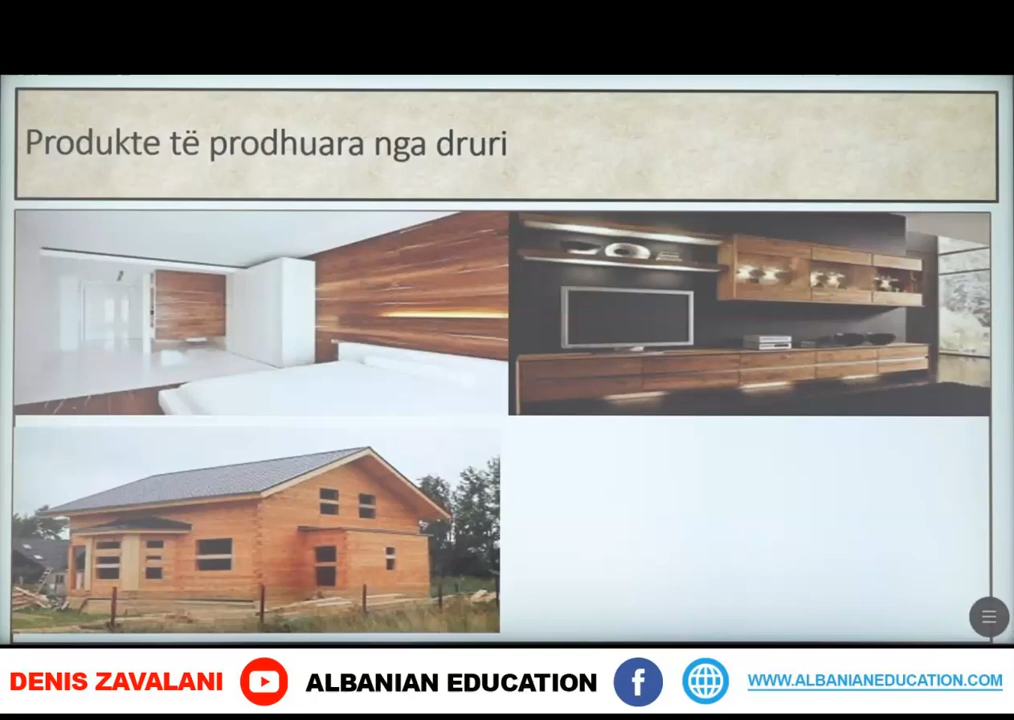 Produkte të prodhuara nga druri
DENIS ZAVALANI
ALBANIAN EDUCATION
WWW.ALBANIANEDUCATION.COM